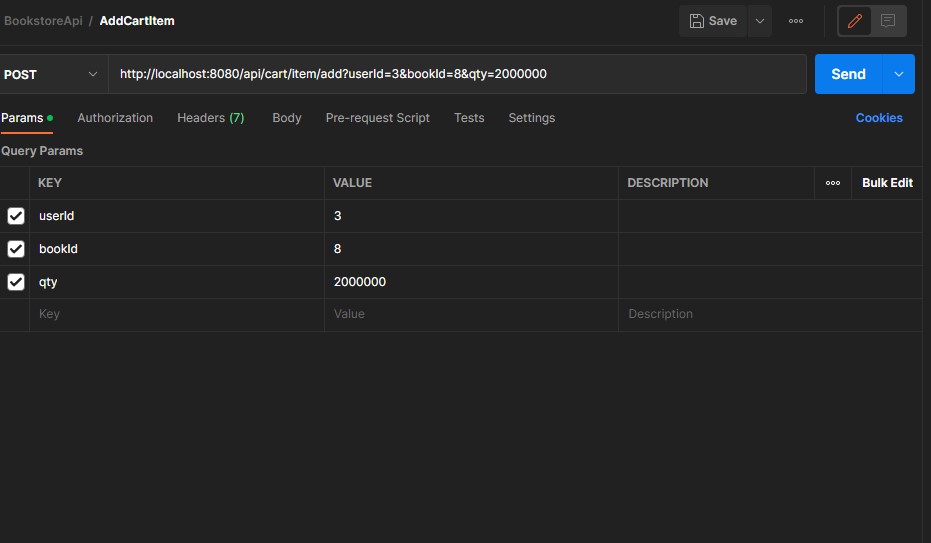 BookstoreApi / AddCartItem Save
POST http://localhost:8080/api/cart/item/add?userId=3&bookId=8&qty=2000000 Send
Params Authorization Headers (7) Body Pre-request Script Tests Settings Cookies
Query Params
KEY VALUE DESCRIPTION Bulk Edit
userId 3
bookId 8
qty 2000000
Key Value Description